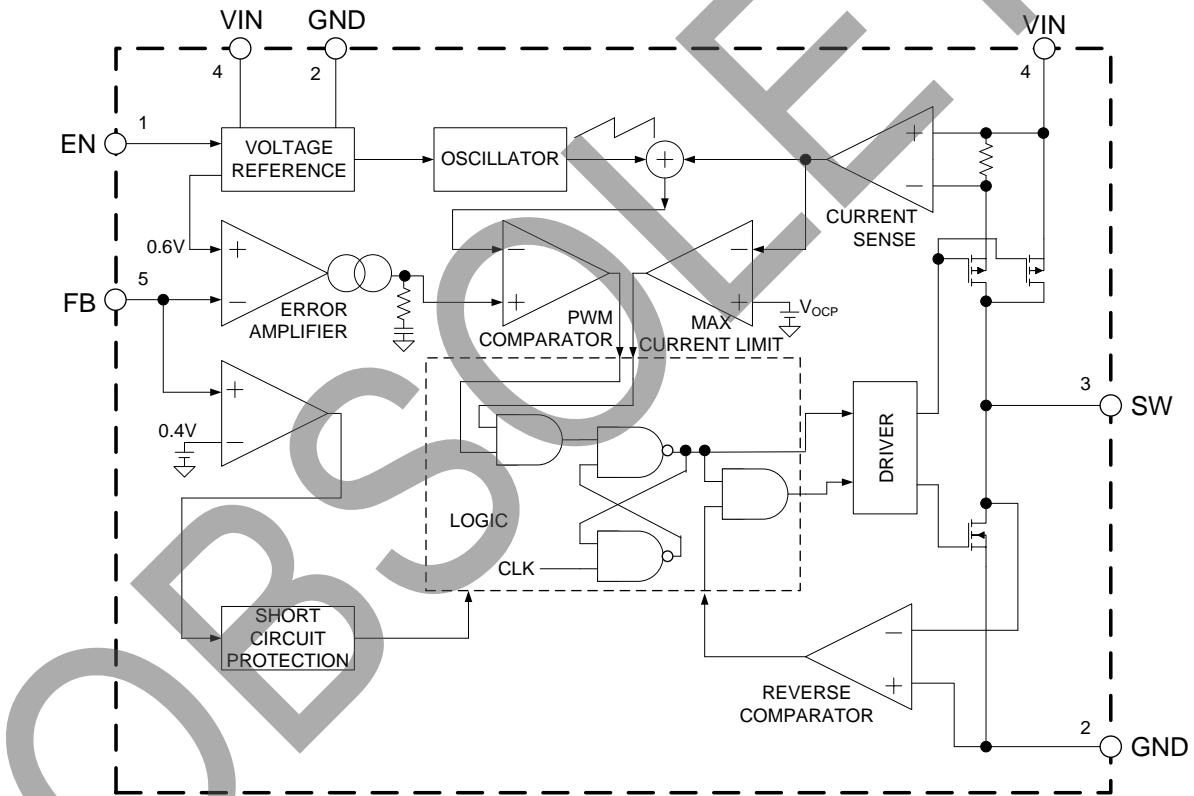 VIN
GND
VIN
4
2
4
EN
1
VOLTAGE
REFERENCE
OSCILLATOR
+
+
−
CURRENT
SENSE
0.6V
+
−
ERROR
AMPLIFIER
−
+
PWM
COMPARATOR
−
+
MAX
CURRENT LIMIT
VOCP
FB
5
+
−
0.4V
3
SW
DRIVER
LOGIC
CLK
SHORT
CIRCUIT
PROTECTION
−
+
REVERSE
COMPARATOR
2
GND
OBSOLETE